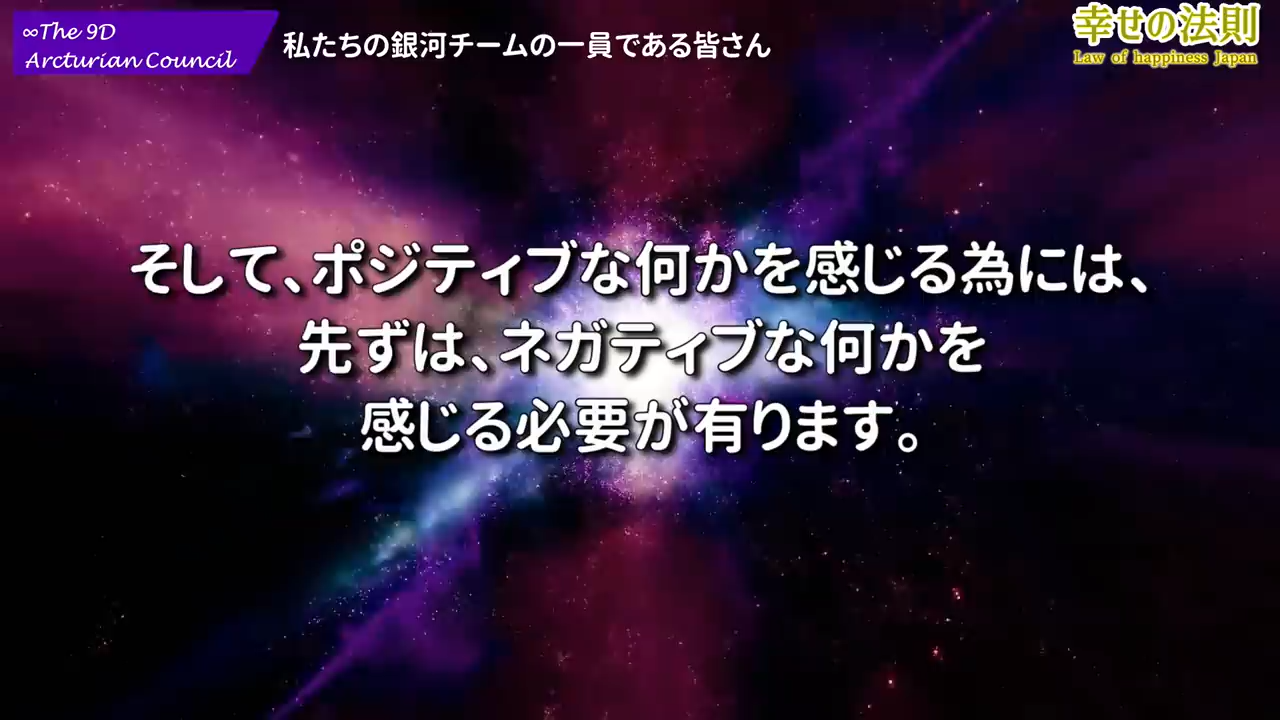 ∞The 9D
Arcturian Council
私たちの銀河チームの一員である皆さん
幸せの法則
Law of happiness Japan
そして、ポジティブな何かを感じる為には、
先ずは、ネガティブな何かを
感じる必要が有ります。